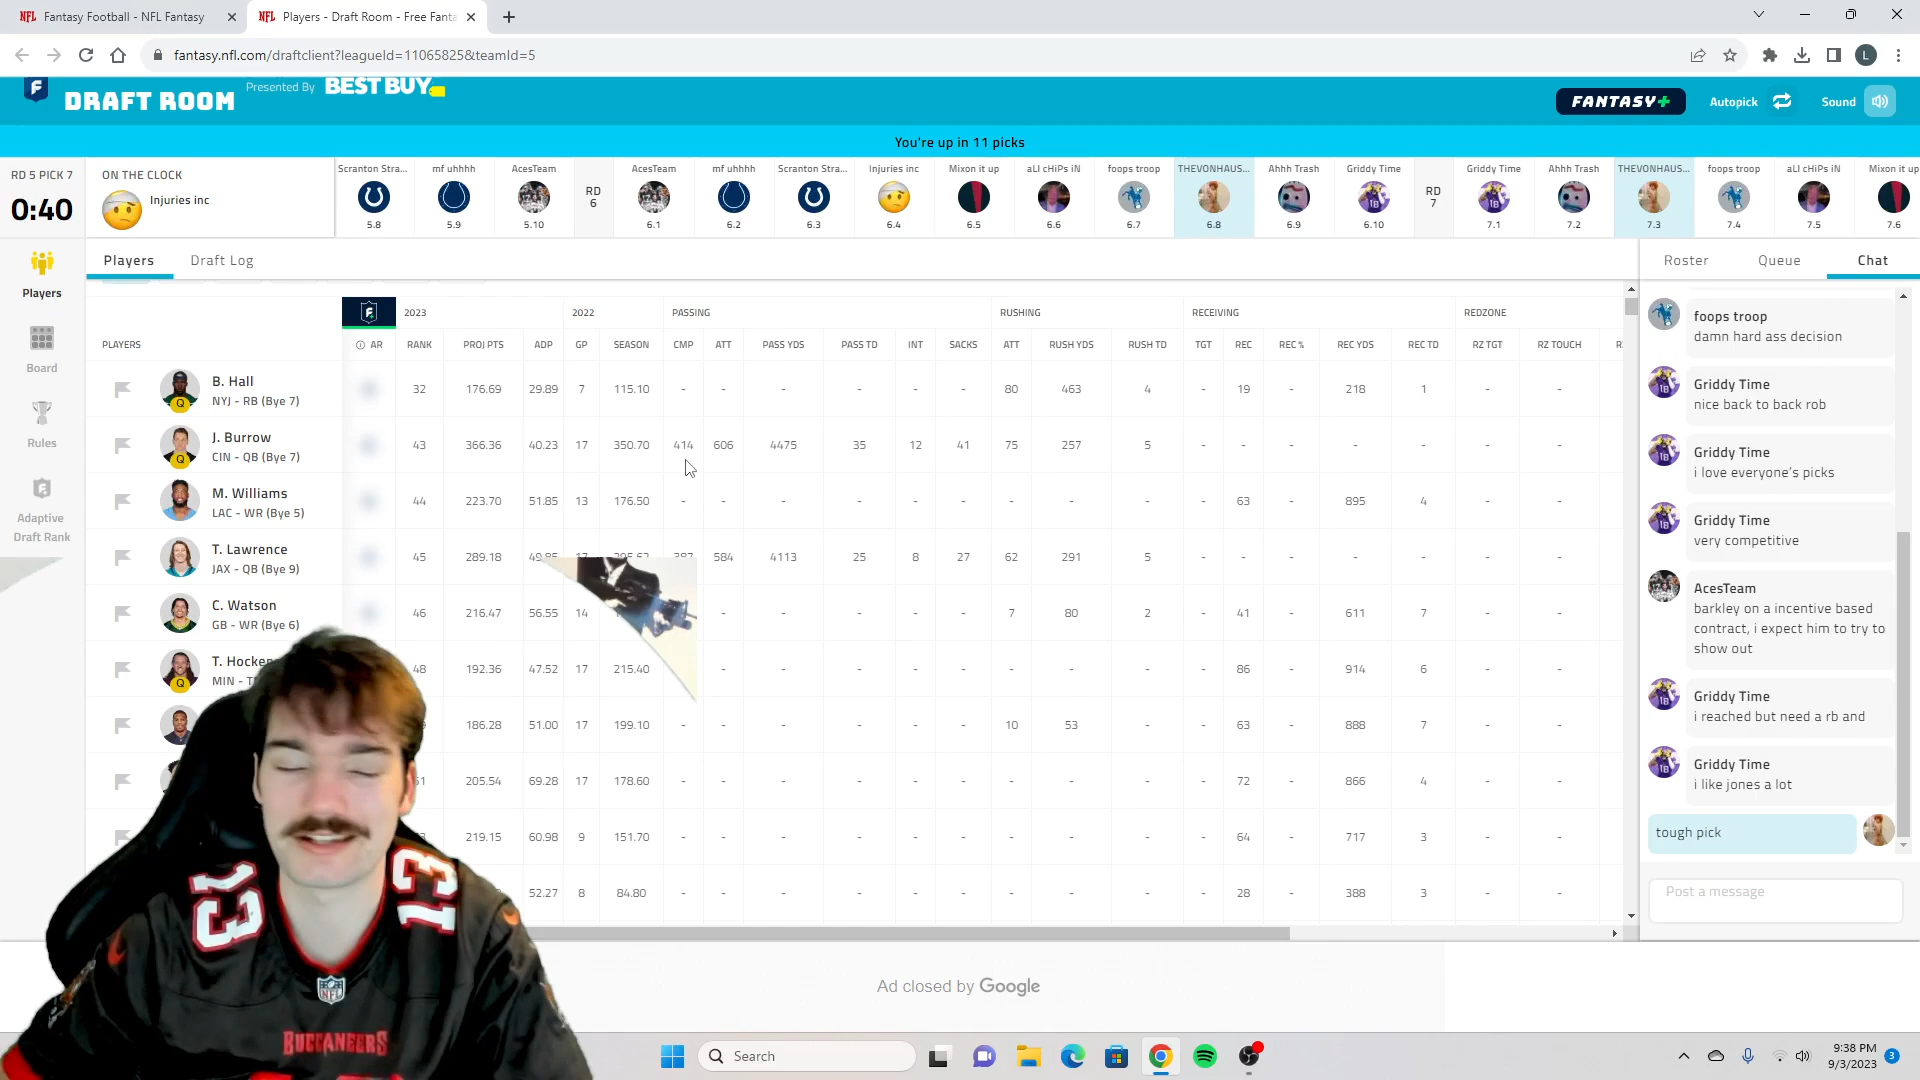 Fantasy Football - NFL Fantasy
Players - Draft Room - Free Fanta
fantasy.nfl.com/draftclient?leagueId=11065825&teamId=5
DRAFT ROOM
Presented By
BEST BUY
FANTASY+
Autopick
Sound
You're up in 11 picks
RD 5 PICK 7
0:40
ON THE CLOCK
Injuries inc
Scranton Stra...
5.8
mf uhhhh
5.9
AcesTeam
5.10
RD
6
AcesTeam
6.1
mf uhhhh
6.2
Scranton Stra...
6.3
Injuries inc
6.4
Mixon it up
6.5
aLl cHiPs iN
6.6
foops troop
6.7
THEVONHAUS...
6.8
Ahhh Trash
6.9
Griddy Time
6.10
RD
7
Griddy Time
7.1
Ahhh Trash
7.2
THEVONHAUS...
7.3
foops troop
7.4
aLl cHiPs iN
7.5
Mixon it up
7.6
Players
Board
Rules
Adaptive
Draft Rank
Players
Draft Log
2023
2022
PASSING
RUSHING
RECEIVING
REDZONE
PLAYERS
AR RANK PROJ PTS ADP GP SEASON CMP ATT PASS YDS PASS TD INT SACKS ATT RUSH YDS RUSH TD TGT REC REC % REC YDS REC TD RZ TGT RZ TOUCH
B. Hall
NYJ - RB (Bye 7)
32 176.69 29.89 7 115.10 - - - - - - 80 463 4 - 19 - 218 1 - -
J. Burrow
CIN - QB (Bye 7)
43 366.36 40.23 17 350.70 414 606 4475 35 12 41 75 257 5 - - - - - - -
M. Williams
LAC - WR (Bye 5)
44 223.70 51.85 13 176.50 - - - - - - - - - - 63 - 895 4 - -
T. Lawrence
JAX - QB (Bye 9)
45 289.18 49.85 17 295.62 387 584 4113 25 8 27 62 291 5 - - - - - - -
C. Watson
GB - WR (Bye 6)
46 216.47 56.55 14 - - - - - 7 80 2 - 41 - 611 7 - -
T. Hocken
MIN - T
48 192.36 47.52 17 215.40 - - - - - - - - - 86 - 914 6 - -
186.28 51.00 17 199.10 - - - - - - 10 53 - - 63 - 888 7 - -
205.54 69.28 17 178.60 - - - - - - - - - - 72 - 866 4 - -
219.15 60.98 9 151.70 - - - - - - - - - - 64 - 717 3 - -
52.27 8 84.80 - - - - - - - - - - 28 - 388 3 - -
Roster
Queue
Chat
foops troop
damn hard ass decision
Griddy Time
nice back to back rob
Griddy Time
i love everyone's picks
Griddy Time
very competitive
AcesTeam
barkley on a incentive based
contract, i expect him to try to
show out
Griddy Time
i reached but need a rb and
Griddy Time
i like jones a lot
tough pick
Post a message
Ad closed by Google
13
13
NFL
BUCCANEERS
Search
9:38 PM
9/3/2023
3